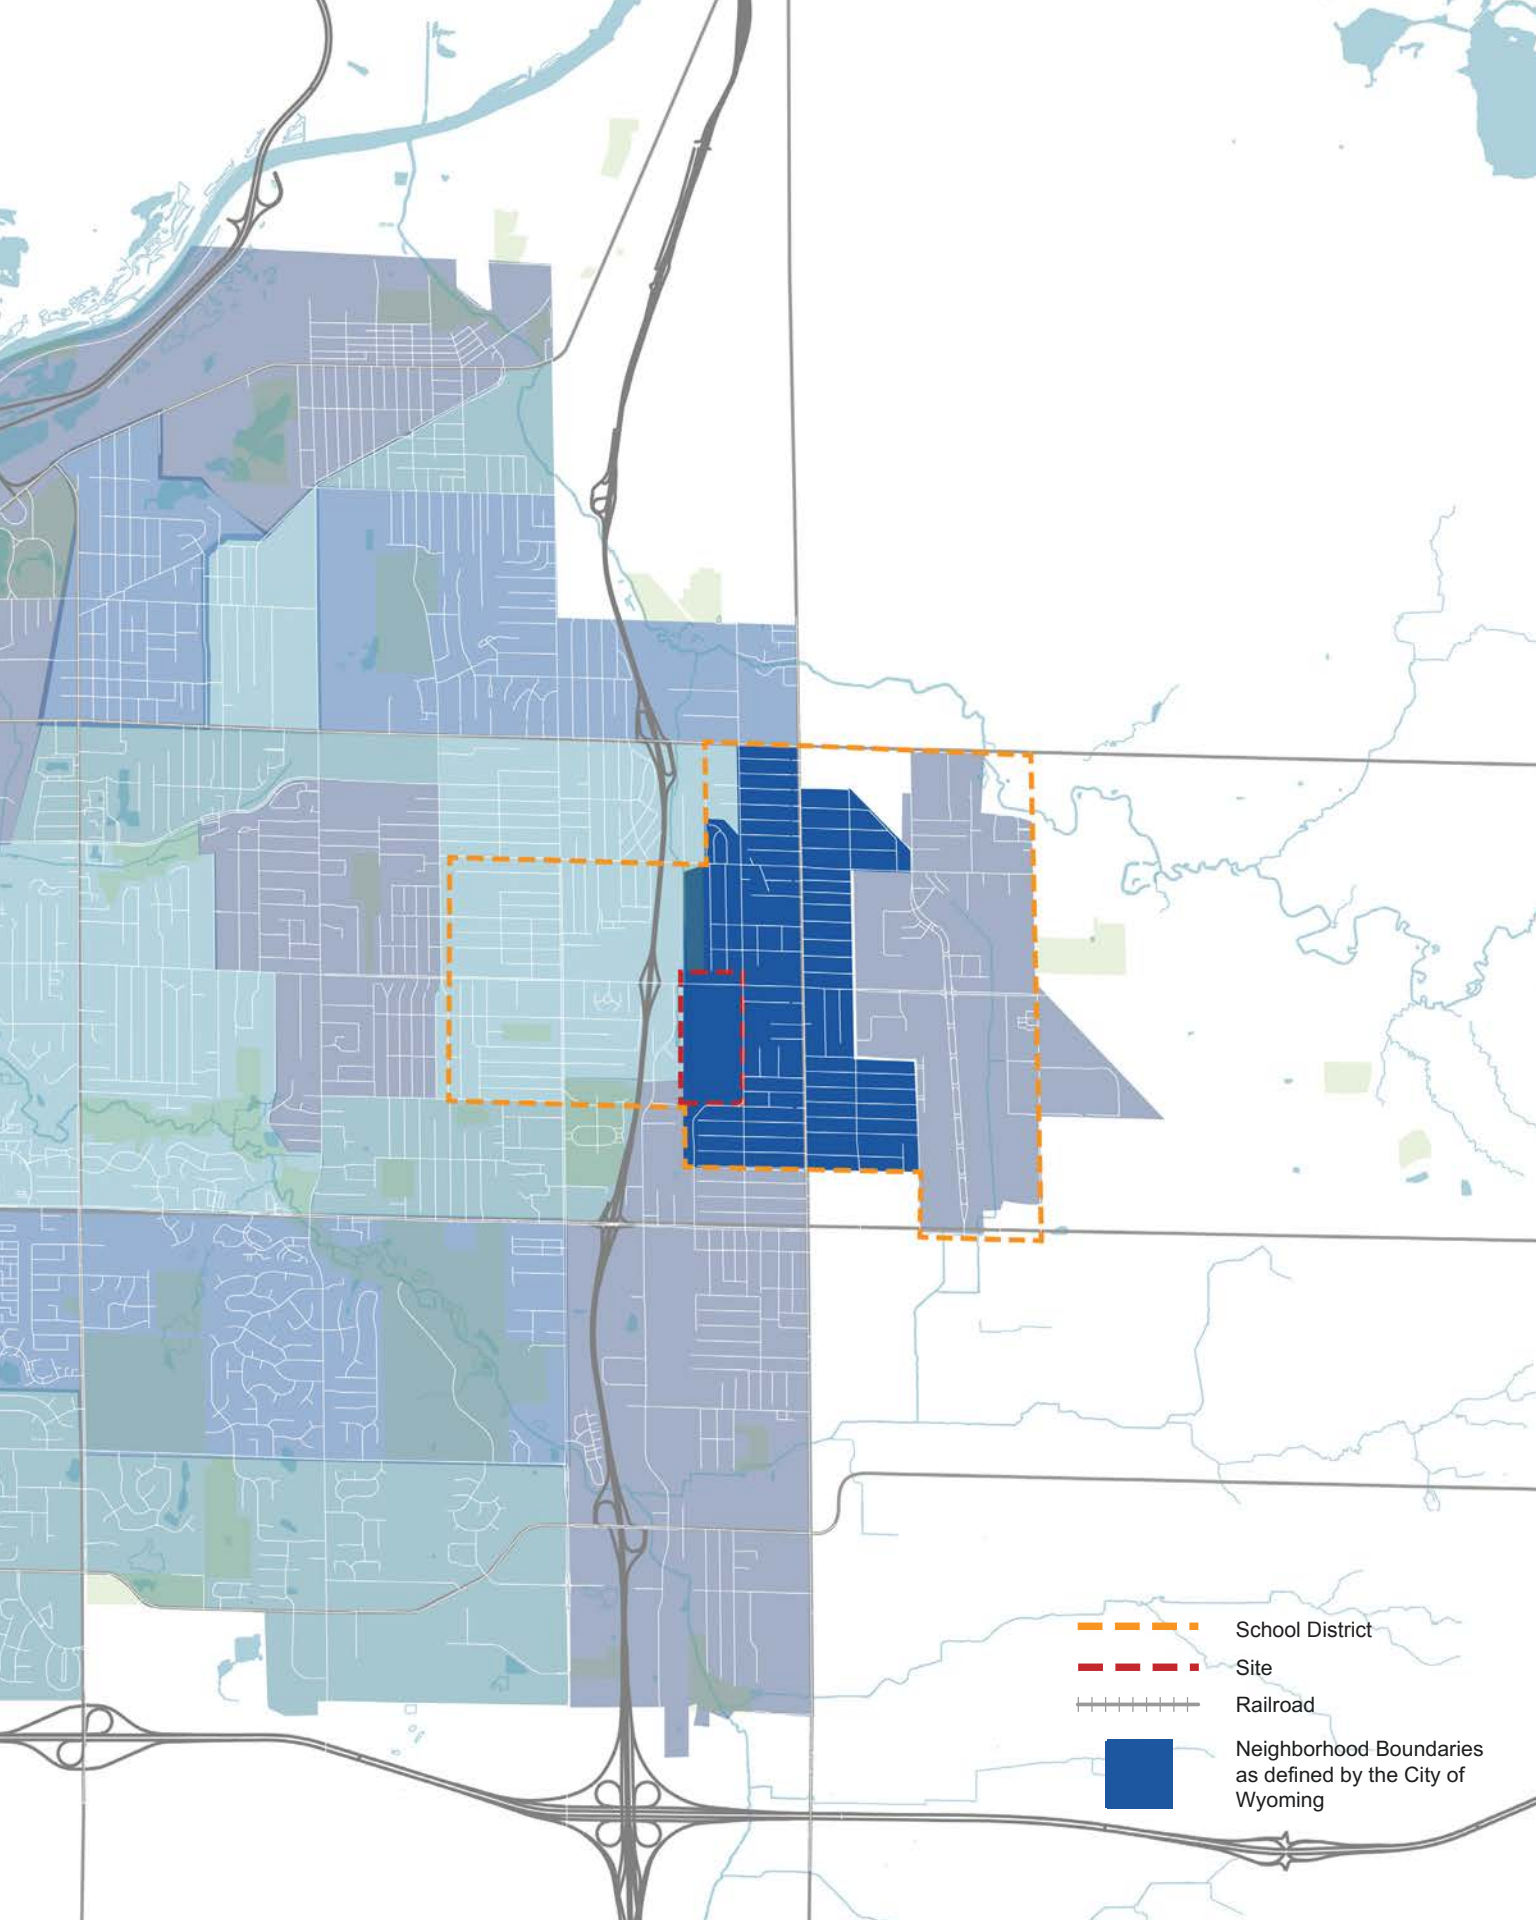 School District
Site
Railroad
Neighborhood Boundaries
as defined by the City of
Wyoming